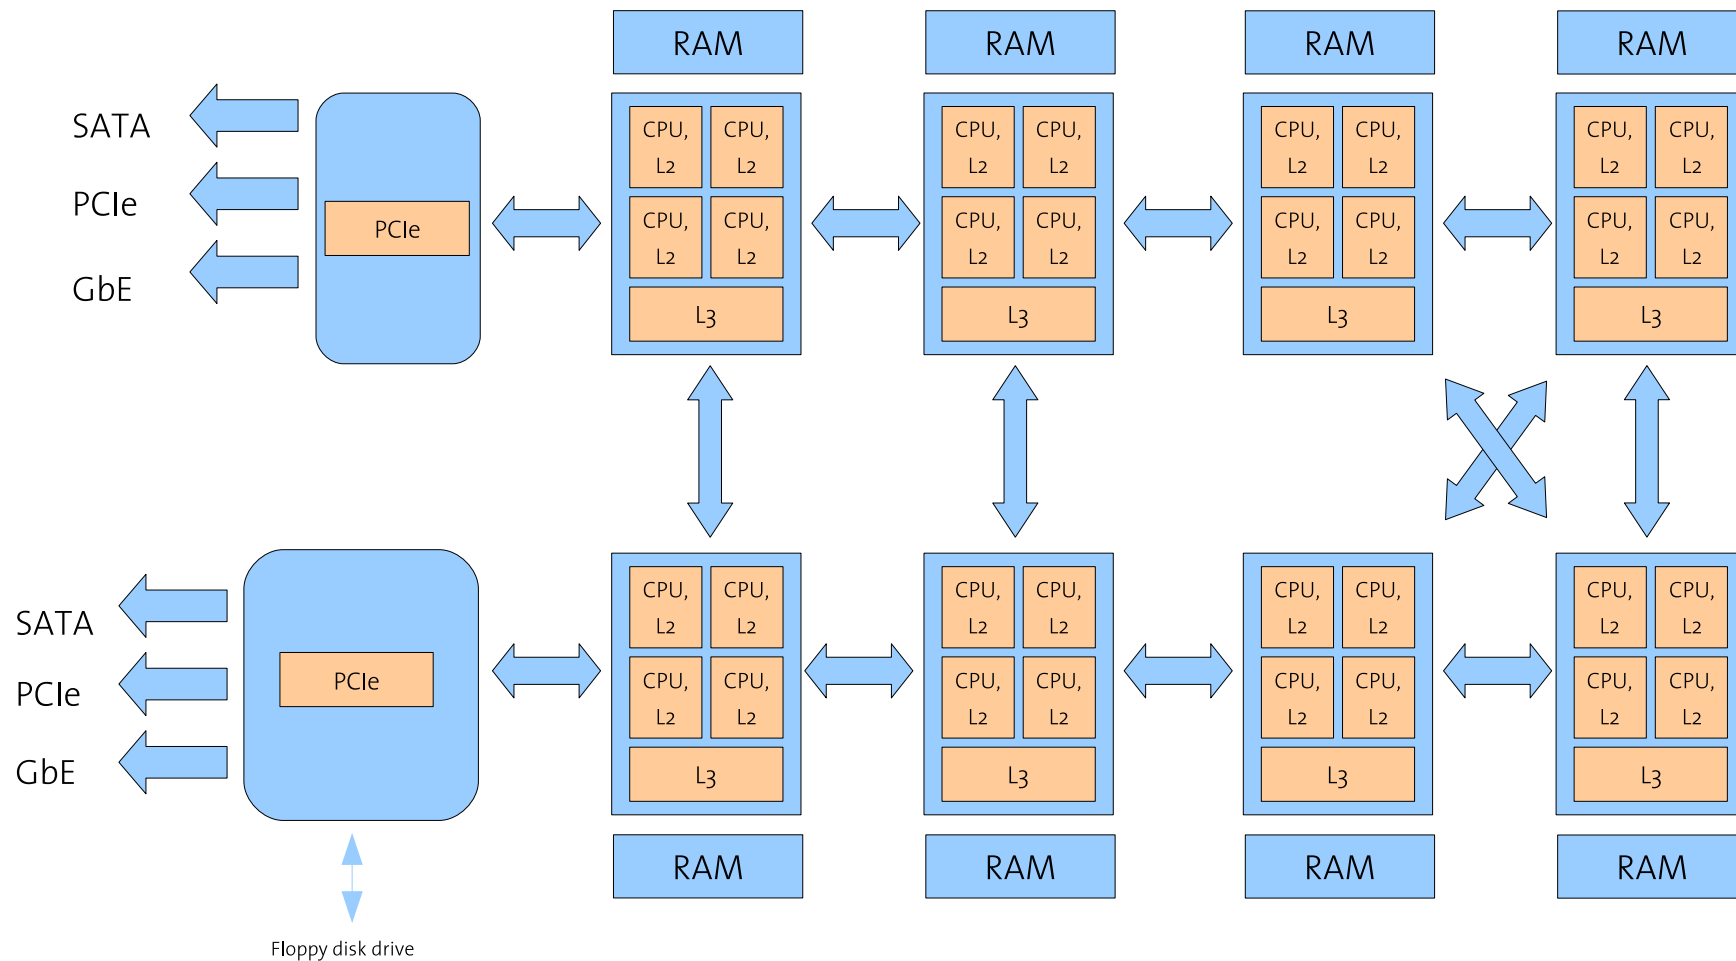 RAM RAM RAM RAM
SATA
PCIe
GbE
PCIe
CPU, CPU, CPU, CPU, CPU, CPU, CPU, CPU,
L2 L2 L2 L2 L2 L2 L2 L2
CPU, CPU, CPU, CPU, CPU, CPU, CPU, CPU,
L2 L2 L2 L2 L2 L2 L2 L2
L3 L3 L3 L3
SATA
PCIe
GbE
PCIe
CPU, CPU, CPU, CPU, CPU, CPU, CPU, CPU,
L2 L2 L2 L2 L2 L2 L2 L2
CPU, CPU, CPU, CPU, CPU, CPU, CPU, CPU,
L2 L2 L2 L2 L2 L2 L2 L2
L3 L3 L3 L3
RAM RAM RAM RAM
Floppy disk drive